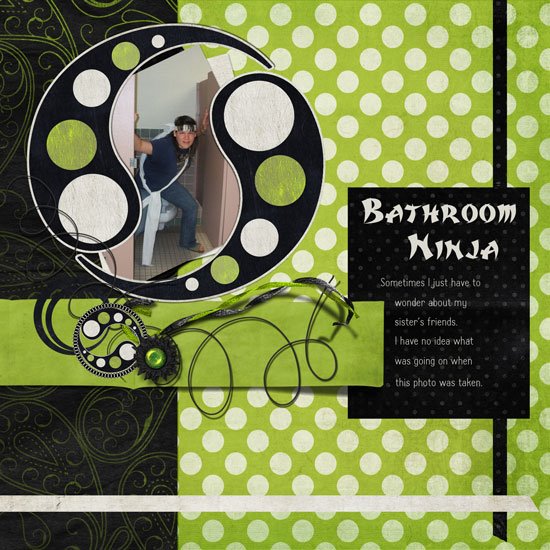 Bathroom
Ninja
Sometimes I just have to
wonder about my
sister's friends.
I have no idea what
was going on when
this photo was taken.